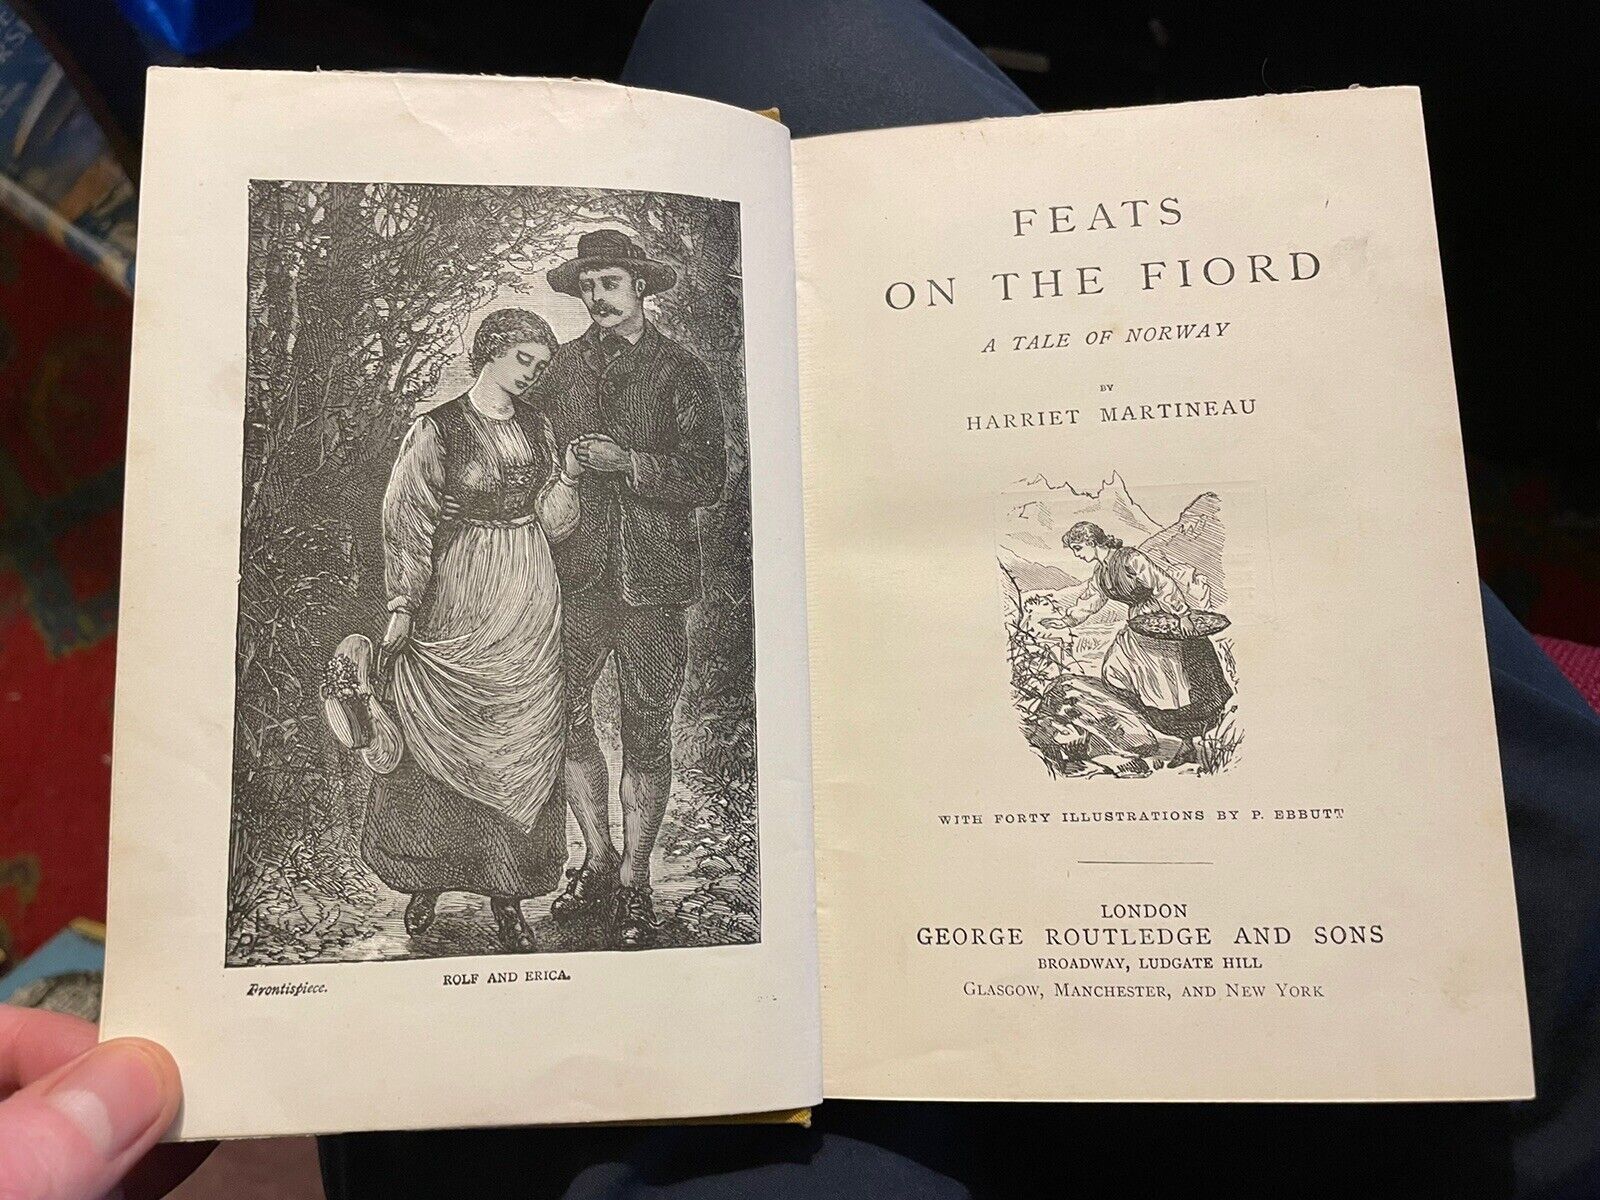 ROLF AND ERICA.
Frontispiece.
FEATS
ON THE FIORD
A TALE OF NORWAY
BY
HARRIET MARTINEAU
WITH FORTY ILLUSTRATIONS BY P. EBBUTT
LONDON
GEORGE ROUTLEDGE AND SONS
BROADWAY, LUDGATE HILL
GLASGOW, MANCHESTER, AND NEW YORK